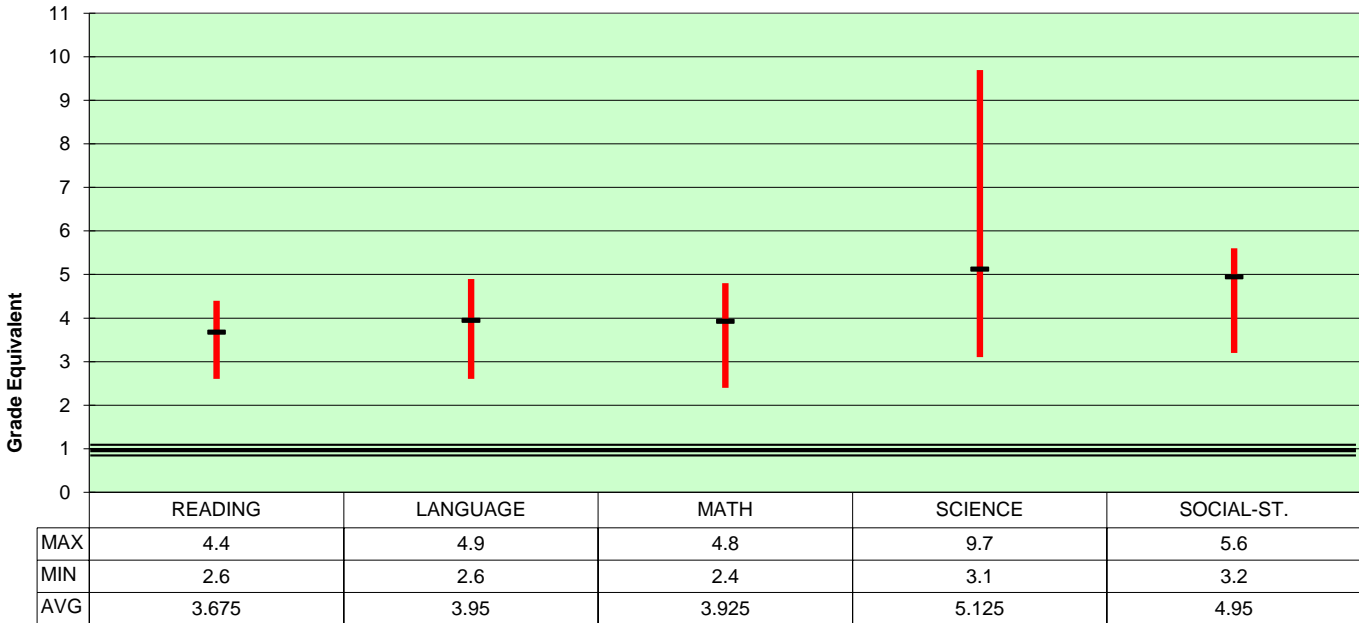 11
10
9
8
7
6
5
4
3
2
1
0
Grade Equivalent
READING LANGUAGE MATH SCIENCE SOCIAL-ST.
MAX 4.4 4.9 4.8 9.7 5.6
MIN 2.6 2.6 2.4 3.1 3.2
AVG 3.675 3.95 3.925 5.125 4.95